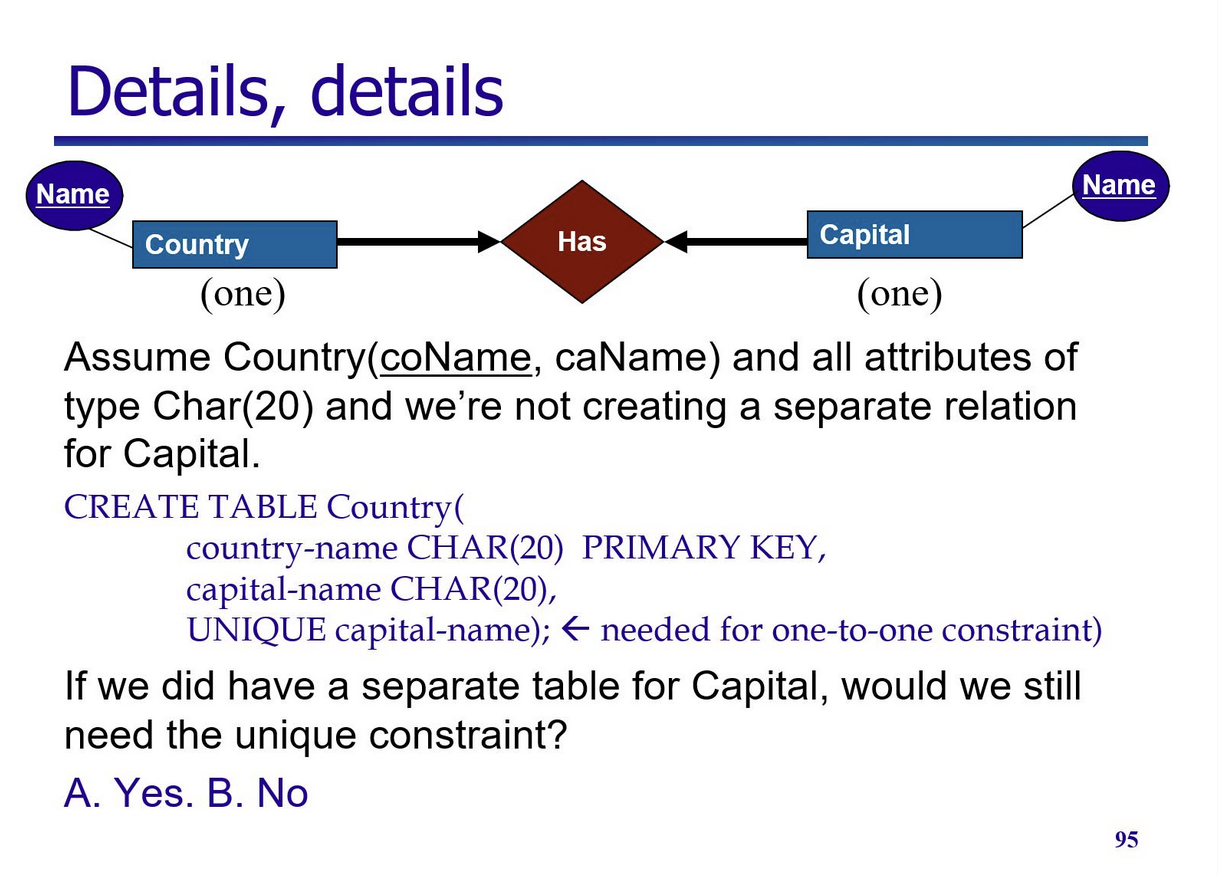 Details, details
Name
Name
Country
Has
Capital
(one)
(one)
Assume Country(coName, caName) and all attributes of
type Char(20) and we’re not creating a separate relation
for Capital.
CREATE TABLE Country(
country-name CHAR(20)  PRIMARY KEY,
capital-name CHAR(20),
UNIQUE capital-name); ← needed for one-to-one constraint)
If we did have a separate table for Capital, would we still
need the unique constraint?
A. Yes. B. No
95